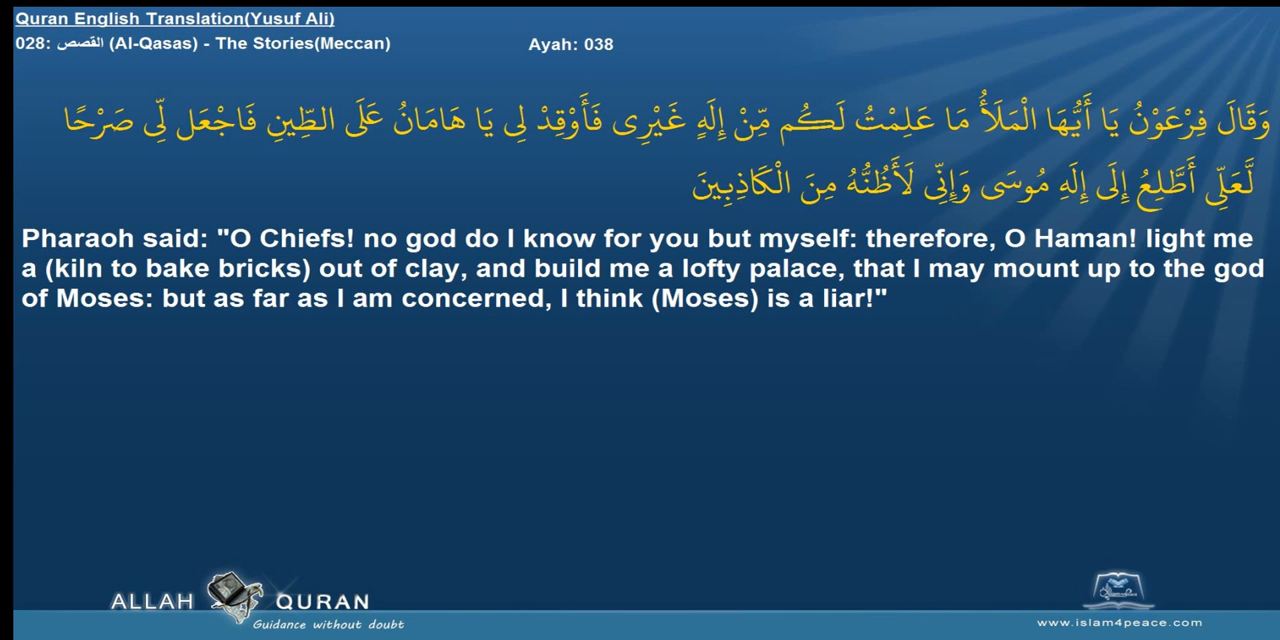 Quran English Translation(Yusuf Ali)
028: القصص (Al-Qasas) - The Stories(Meccan)
Ayah: 038
وَقَالَ فِرْعَوْنُ يَا أَيُّهَا الْمَلَأُ مَا عَلِمْتُ لَكُم مِّنْ إِلَهٍ غَيْرِى فَأَوْقِدْ لِى يَا هَامَانُ عَلَى الطِّينِ فَاجْعَل لِّى صَرْحًا
لَّعَلِّى أَطَّلِعُ إِلَى إِلَهِ مُوسَى وَإِنِّى لَأَظُنُّهُ مِنَ الْكَاذِبِينَ
Pharaoh said: "O Chiefs! no god do I know for you but myself: therefore, O Haman! light me
a (kiln to bake bricks) out of clay, and build me a lofty palace, that I may mount up to the god
of Moses: but as far as I am concerned, I think (Moses) is a liar!"
ALLAH QURAN
Guidance without doubt
www.islam4peace.com